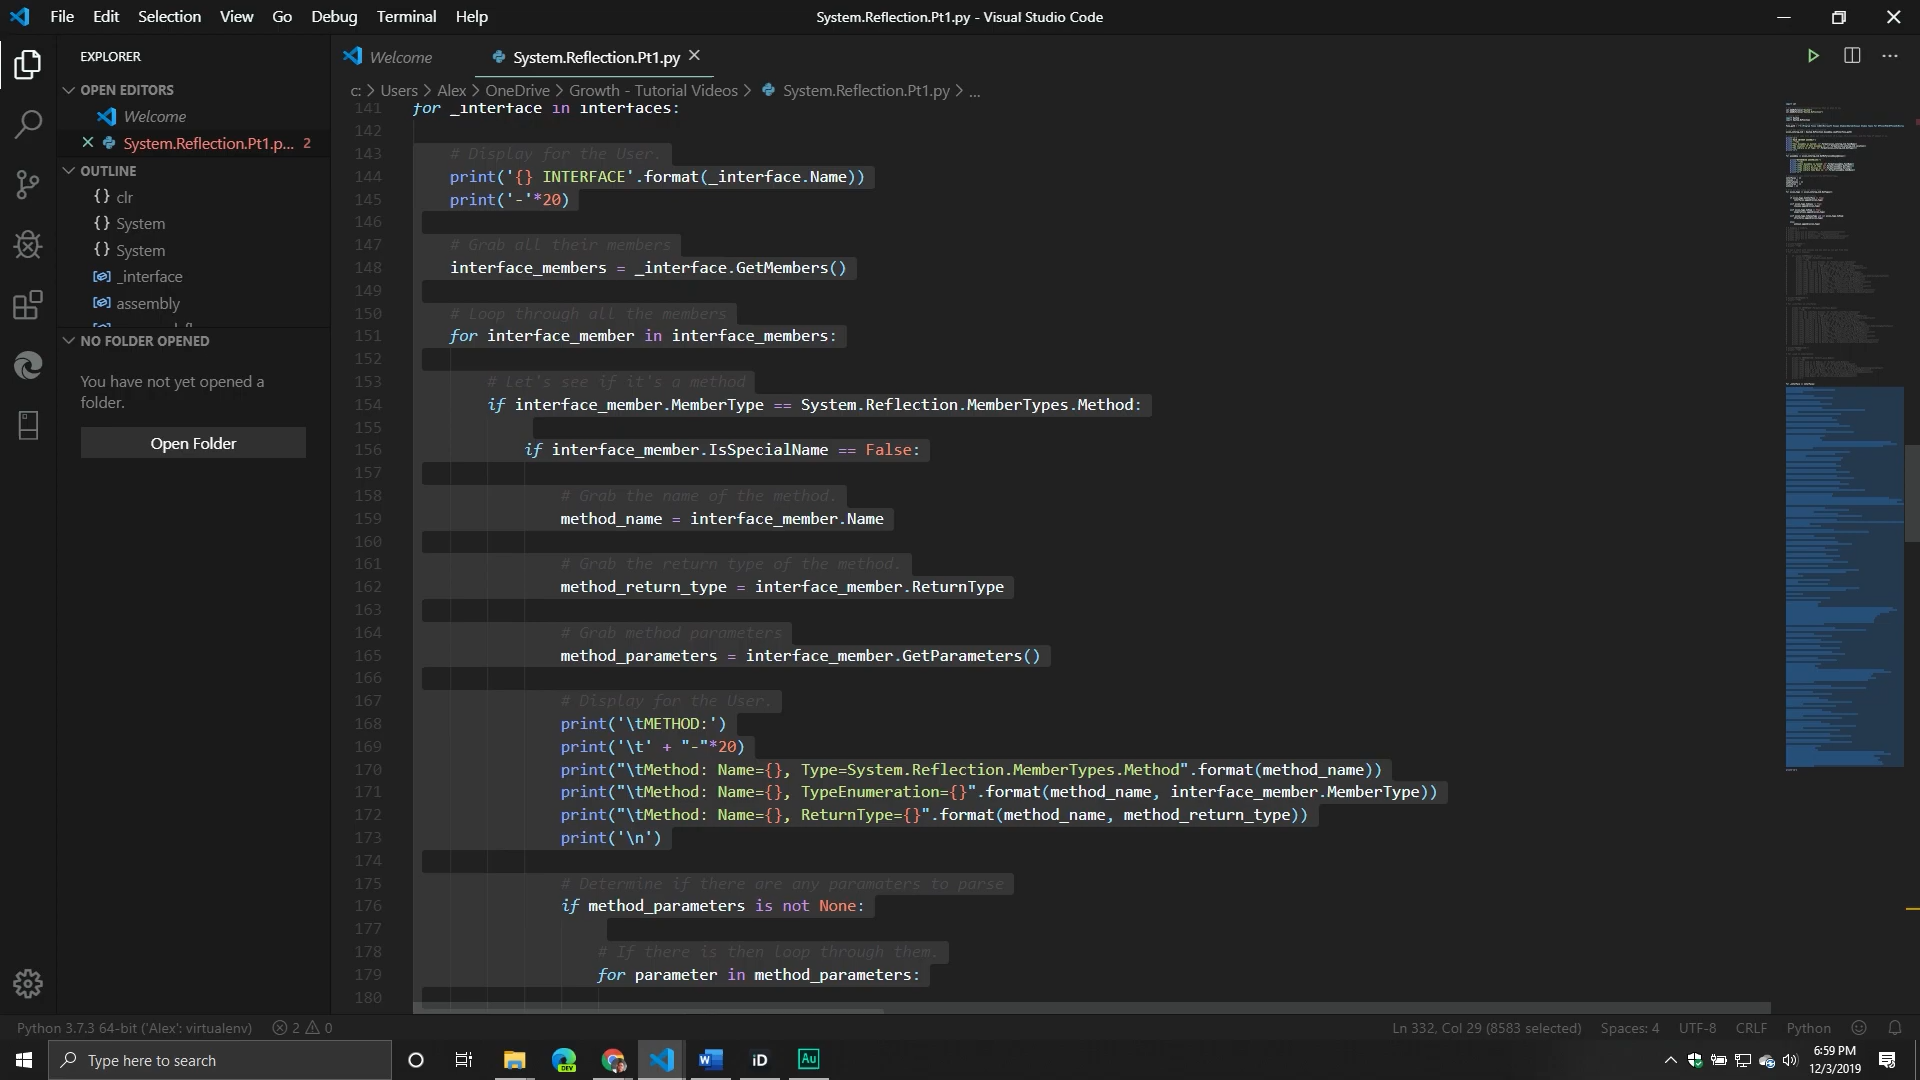 File Edit Selection View Go Debug Terminal Help
System.Reflection.Pt1.py - Visual Studio Code
EXPLORER
OPEN EDITORS
Welcome
System.Reflection.Pt1.p... 2
OUTLINE
{} clr
{} System
{} System
_interface
assembly
NO FOLDER OPENED
You have not yet opened a
folder.
Open Folder
Welcome
System.Reflection.Pt1.py
c: > Users > Alex > OneDrive > Growth - Tutorial Videos > System.Reflection.Pt1.py > ...
141 for _interface in interfaces:
142
143 # Display for the User.
144 print('{} INTERFACE'.format(_interface.Name))
145 print('-'*20)
146
147 # Grab all their members
148 interface_members = _interface.GetMembers()
149
150 # Loop through all the members
151 for interface_member in interface_members:
152
153 # Let's see if it's a method
154 if interface_member.MemberType == System.Reflection.MemberTypes.Method:
155
156 if interface_member.IsSpecialName == False:
157
158 # Grab the name of the method.
159 method_name = interface_member.Name
160
161 # Grab the return type of the method.
162 method_return_type = interface_member.ReturnType
163
164 # Grab method parameters
165 method_parameters = interface_member.GetParameters()
166
167 # Display for the User.
168 print('\tMETHOD:')
169 print('\t' + "-"*20)
170 print("\tMethod: Name={}, Type=System.Reflection.MemberTypes.Method".format(method_name))
171 print("\tMethod: Name={}, TypeEnumeration={}".format(method_name, interface_member.MemberType))
172 print("\tMethod: Name={}, ReturnType={}".format(method_name, method_return_type))
173 print('\n')
174
175 # Determine if there are any paramaters to parse
176 if method_parameters is not None:
177
178 # If there is then loop through them.
179 for parameter in method_parameters:
180
Python 3.7.3 64-bit ('Alex': virtualenv) 2 0
Ln 332, Col 29 (8583 selected) Spaces: 4 UTF-8 CRLF Python
Type here to search
DEV
iD
Au
6:59 PM
12/3/2019